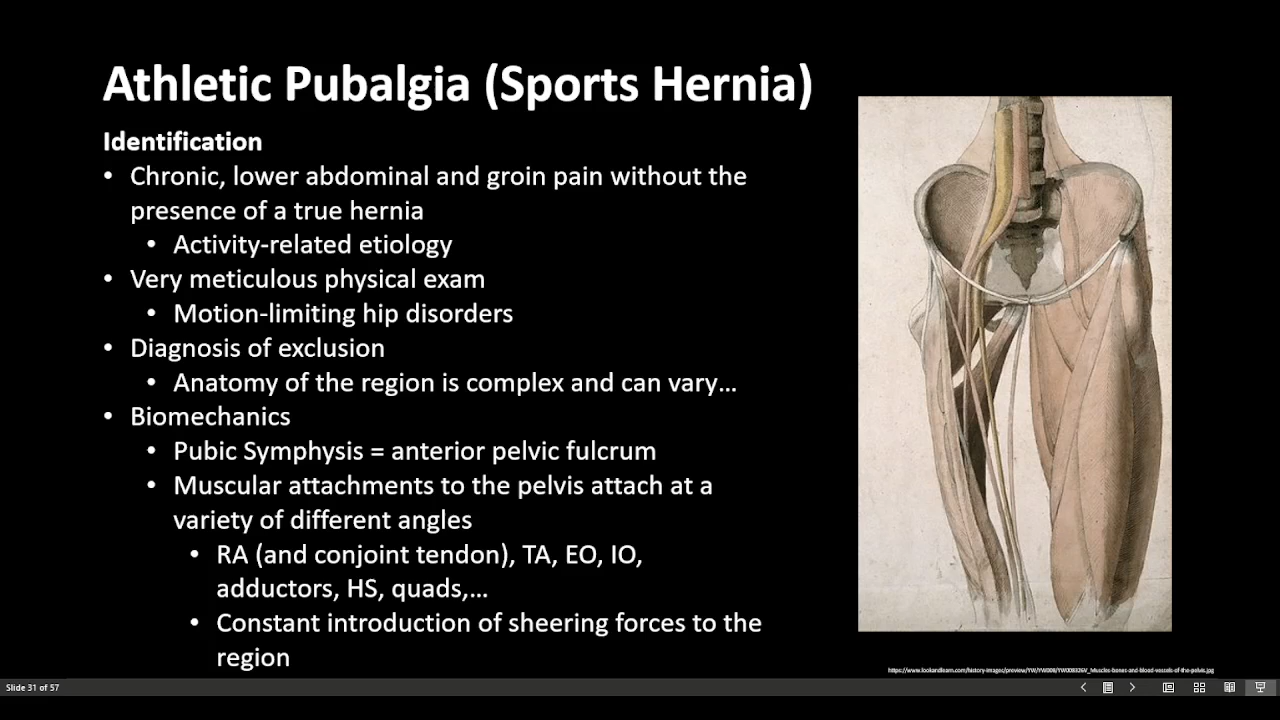 Athletic Pubalgia (Sports Hernia)
Identification
• Chronic, lower abdominal and groin pain without the
presence of a true hernia
• Activity-related etiology
• Very meticulous physical exam
• Motion-limiting hip disorders
• Diagnosis of exclusion
• Anatomy of the region is complex and can vary…
• Biomechanics
• Pubic Symphysis = anterior pelvic fulcrum
• Muscular attachments to the pelvis attach at a
variety of different angles
• RA (and conjoint tendon), TA, EO, IO,
adductors, HS, quads,…
• Constant introduction of sheering forces to the
region
Slide 31 of 57